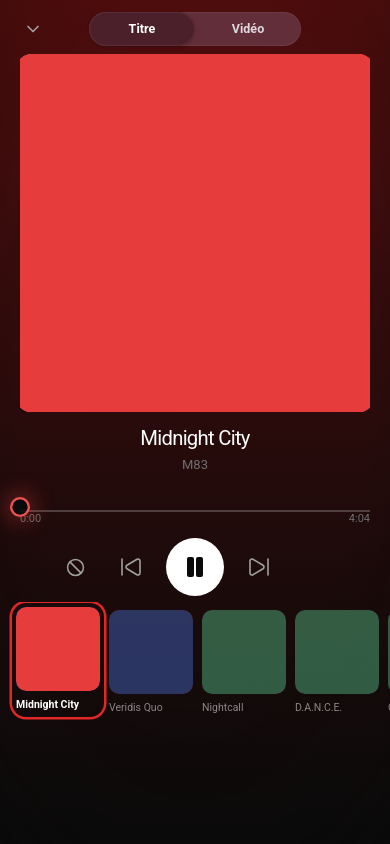 Titre
Vidéo
Midnight City
M83
0:00
4:04
Midnight City
Veridis Quo
Nightcall
D.A.N.C.E.